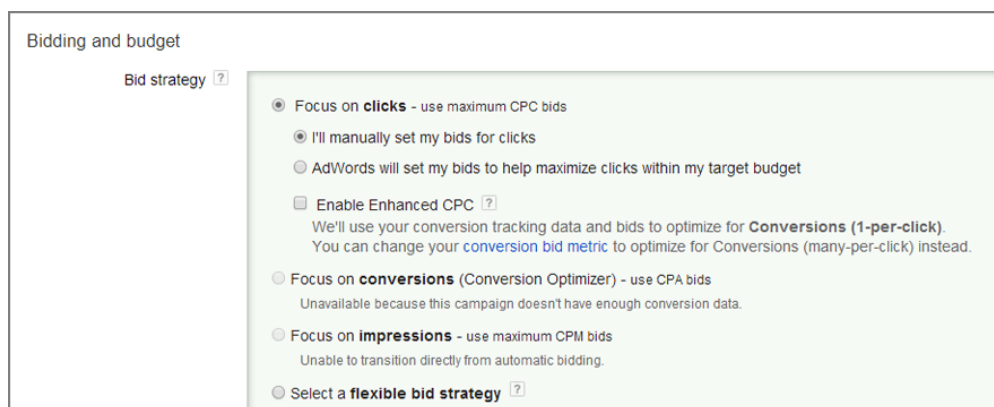 Bidding and budget
Bid strategy ?
Focus on clicks - use maximum CPC bids
I'll manually set my bids for clicks
AdWords will set my bids to help maximize clicks within my target budget
Enable Enhanced CPC ?
We'll use your conversion tracking data and bids to optimize for Conversions (1-per-click).
You can change your conversion bid metric to optimize for Conversions (many-per-click) instead.
Focus on conversions (Conversion Optimizer) - use CPA bids
Unavailable because this campaign doesn't have enough conversion data.
Focus on impressions - use maximum CPM bids
Unable to transition directly from automatic bidding.
Select a flexible bid strategy ?